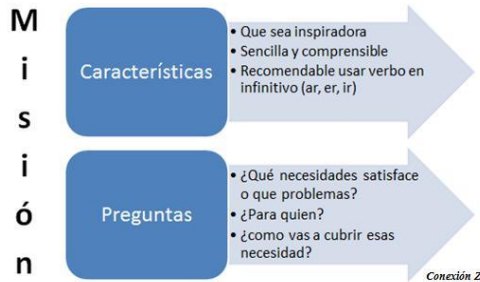 Misión
Características
• Que sea inspiradora
• Sencilla y comprensible
• Recomendable usar verbo en
infinitivo (ar, er, ir)
Preguntas
• ¿Qué necesidades satisface
o que problemas?
• ¿Para quien?
• ¿como vas a cubrir esas
necesidad?
Conexión 2